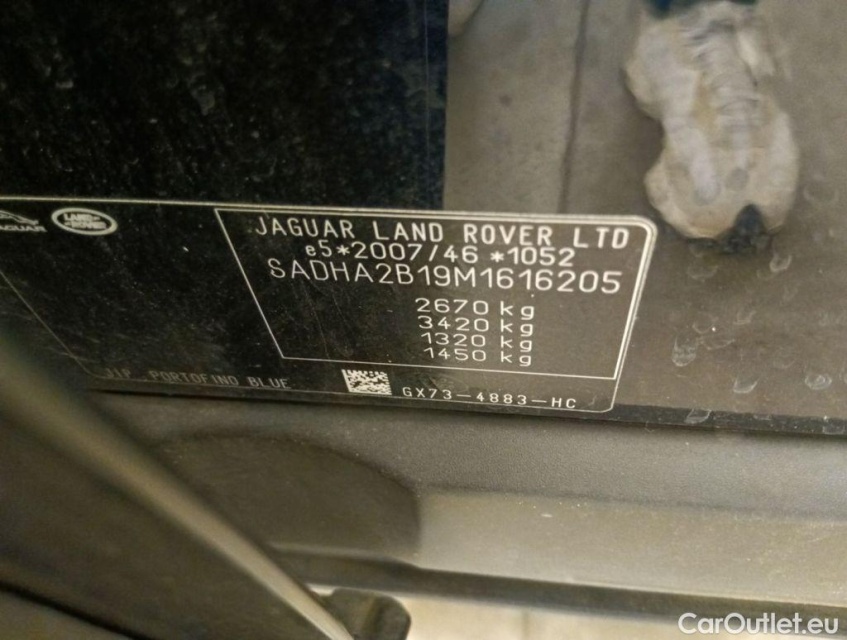 JAGUAR
LAND ROVER
JAGUAR LAND ROVER LTD
e5*2007/46 *1052
SADHA2B19M1616205
2670 kg
3420 kg
1320 kg
1450 kg
JIP PORTOFINO BLUE
GX73-4883-HC
CarOutlet.eu